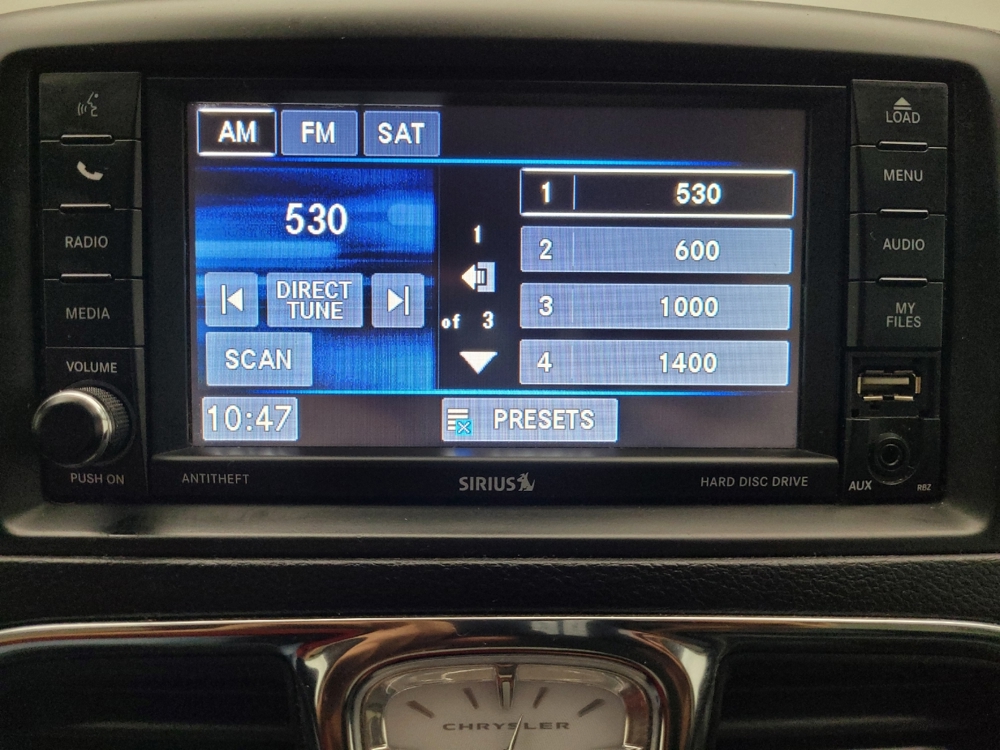 AM FM SAT
530
DIRECT
TUNE
SCAN
1
of 3
1 530
2 600
3 1000
4 1400
10:47
PRESETS
RADIO
MEDIA
VOLUME
PUSH ON
LOAD
MENU
AUDIO
MY
FILES
AUX
RBZ
ANTITHEFT
SIRIUS
HARD DISC DRIVE
CHRYSLER